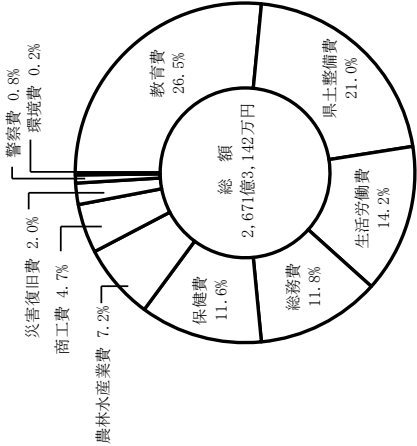 総　額
2,671億3,142万円
教育費
26.5%
県土整備費
21.0%
生活労働費
14.2%
総務費
11.8%
保健費
11.6%
農林水産業費 7.2%
商工費 4.7%
災害復旧費 2.0%
警察費 0.8%
環境費 0.2%